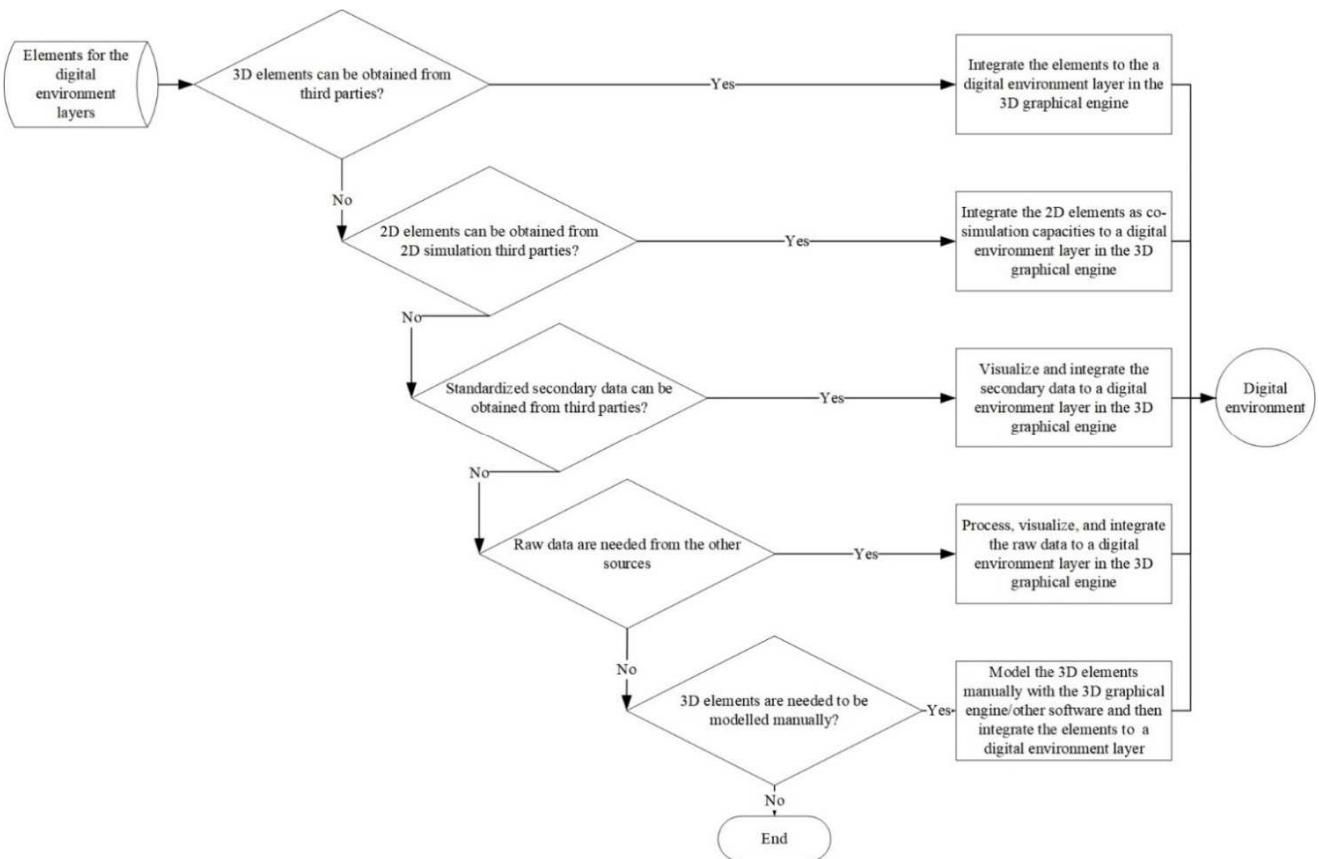 Elements for the
digital
environment
layers
3D elements can be obtained from
third parties?
Yes
Integrate the elements to the a
digital environment layer in the
3D graphical engine
No
2D elements can be obtained from
2D simulation third parties?
Yes
Integrate the 2D elements as co-
simulation capacities to a digital
environment layer in the 3D
graphical engine
No
Standardized secondary data can be
obtained from third parties?
Yes
Visualize and integrate the
secondary data to a digital
environment layer in the 3D
graphical engine
Digital
environment
No
Raw data are needed from the other
sources
Yes
Process, visualize, and integrate
the raw data to a digital
environment layer in the 3D
graphical engine
No
3D elements are needed to be
modelled manually?
Yes
Model the 3D elements
manually with the 3D graphical
engine/other software and then
integrate the elements to a
digital environment layer
No
End